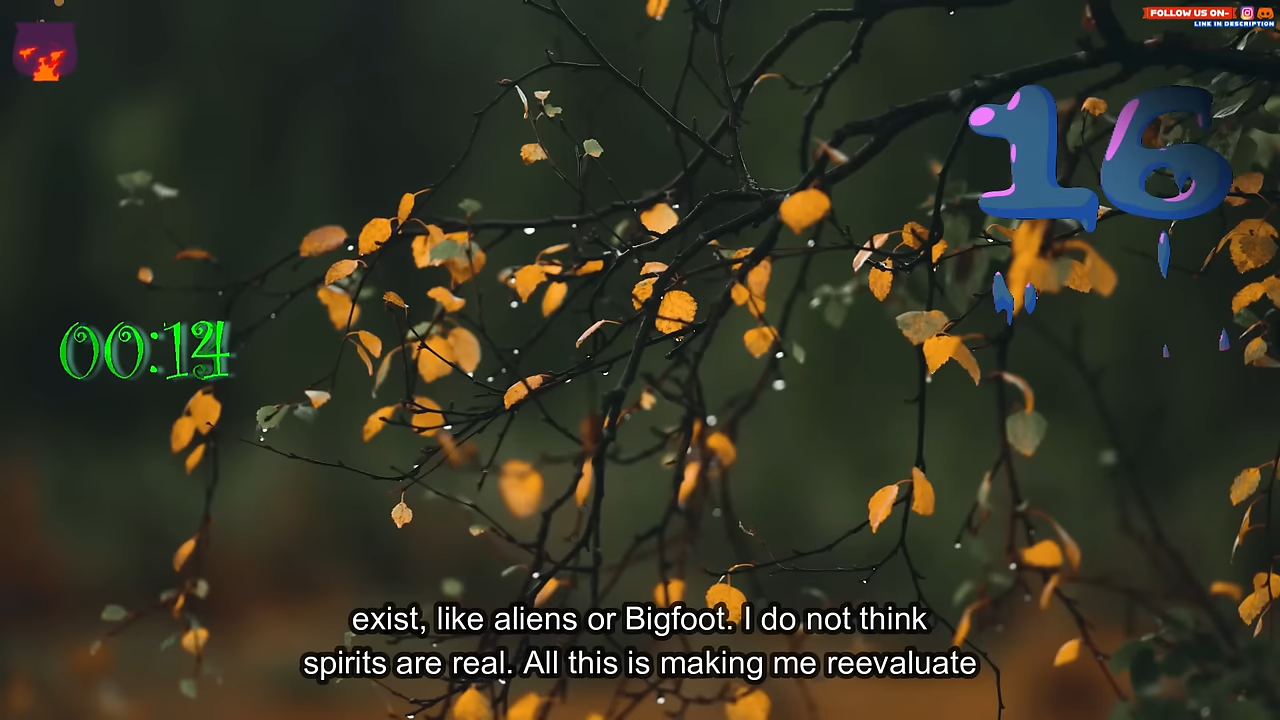 FOLLOW US ON-
LINK IN DESCRIPTION
16
00:14
exist, like aliens or Bigfoot. I do not think
spirits are real. All this is making me reevaluate